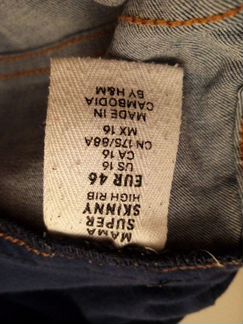 MAMA
SUPER
SKINNY
HIGH RIB
EUR 46
US 16
CA 16
CN 175/88A
MX 16
MADE IN
CAMBODIA
BY H&M